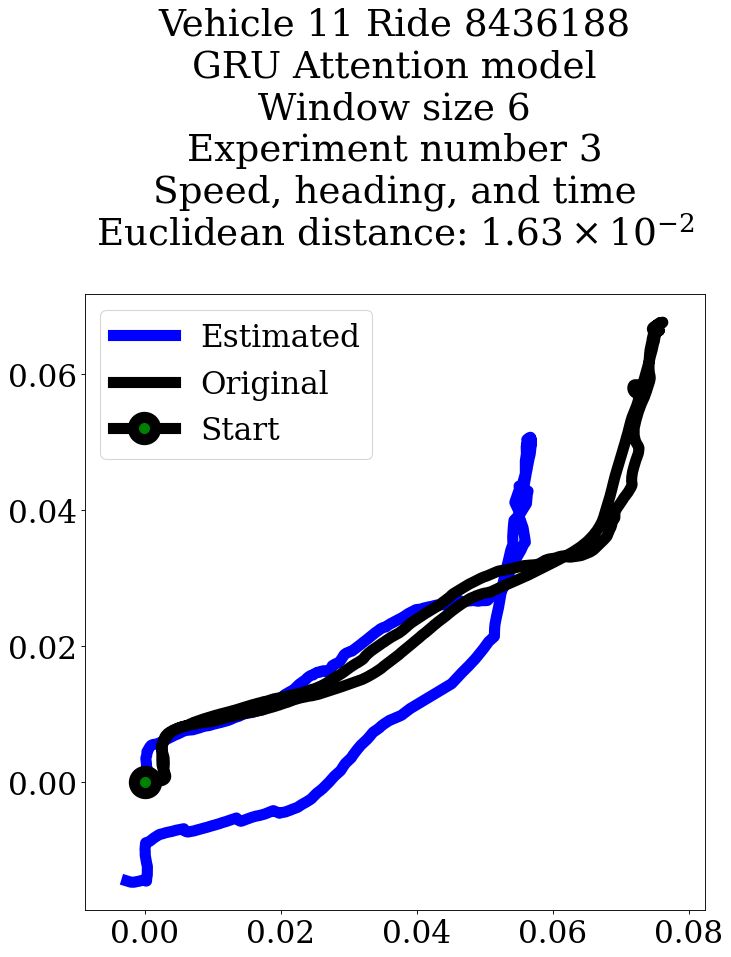 Vehicle 11 Ride 8436188
GRU Attention model
Window size 6
Experiment number 3
Speed, heading, and time
Euclidean distance: 1.63 × 10⁻²
Estimated
Original
Start
0.06
0.04
0.02
0.00
0.00 0.02 0.04 0.06 0.08